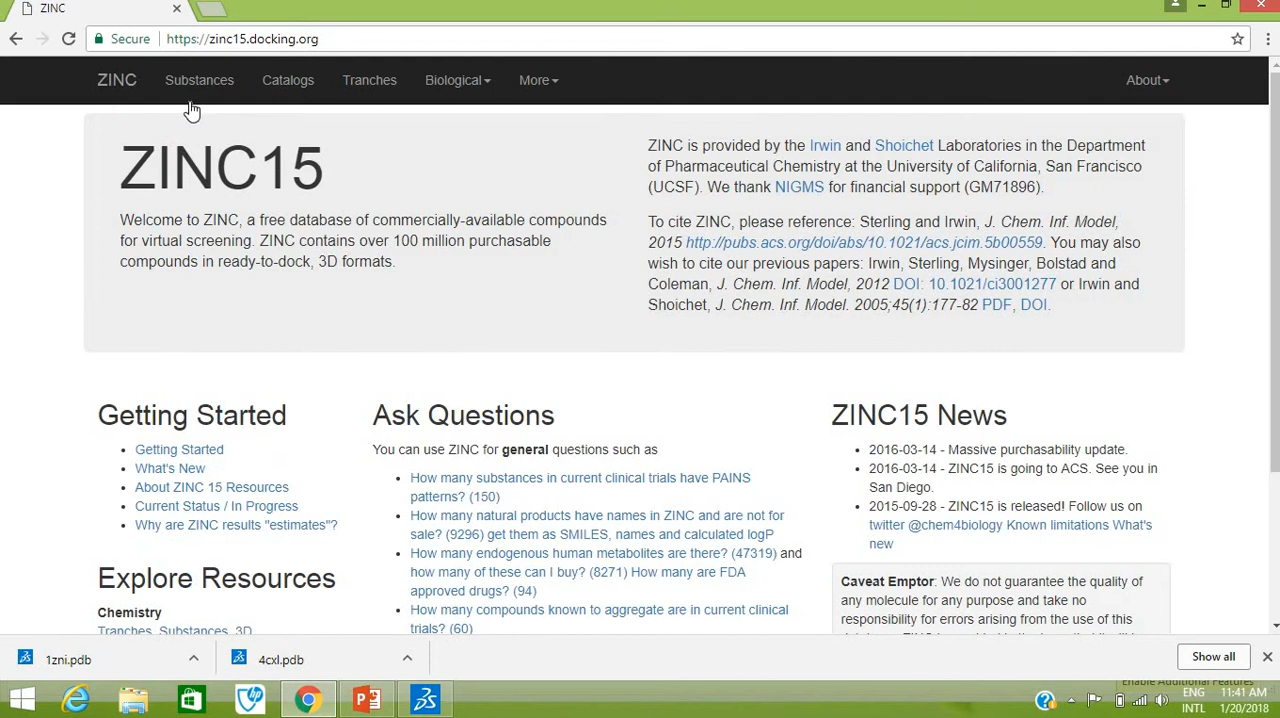 ZINC
Secure https://zinc15.docking.org
ZINC Substances Catalogs Tranches Biological More About
ZINC15
Welcome to ZINC, a free database of commercially-available compounds
for virtual screening. ZINC contains over 100 million purchasable
compounds in ready-to-dock, 3D formats.
ZINC is provided by the Irwin and Shoichet Laboratories in the Department
of Pharmaceutical Chemistry at the University of California, San Francisco
(UCSF). We thank NIGMS for financial support (GM71896).
To cite ZINC, please reference: Sterling and Irwin, J. Chem. Inf. Model,
2015 http://pubs.acs.org/doi/abs/10.1021/acs.jcim.5b00559. You may also
wish to cite our previous papers: Irwin, Sterling, Mysinger, Bolstad and
Coleman, J. Chem. Inf. Model, 2012 DOI: 10.1021/ci3001277 or Irwin and
Shoichet, J. Chem. Inf. Model. 2005;45(1):177-82 PDF, DOI.
Getting Started
• Getting Started
• What's New
• About ZINC 15 Resources
• Current Status / In Progress
• Why are ZINC results "estimates"?
Explore Resources
Chemistry
Tranches, Substances, 3D
Ask Questions
You can use ZINC for general questions such as
• How many substances in current clinical trials have PAINS
patterns? (150)
• How many natural products have names in ZINC and are not for
sale? (9296) get them as SMILES, names and calculated logP
• How many endogenous human metabolites are there? (47319) and
how many of these can I buy? (8271) How many are FDA
approved drugs? (94)
• How many compounds known to aggregate are in current clinical
trials? (60)
ZINC15 News
• 2016-03-14 - Massive purchasability update.
• 2016-03-14 - ZINC15 is going to ACS. See you in
San Diego.
• 2015-09-28 - ZINC15 is released! Follow us on
twitter @chem4biology Known limitations What's
new
Caveat Emptor: We do not guarantee the quality of
any molecule for any purpose and take no
responsibility for errors arising from the use of this
1zni.pdb
4cxl.pdb
Show all
Enable Additional Features
ENG 11:41 AM
INTL 1/20/2018